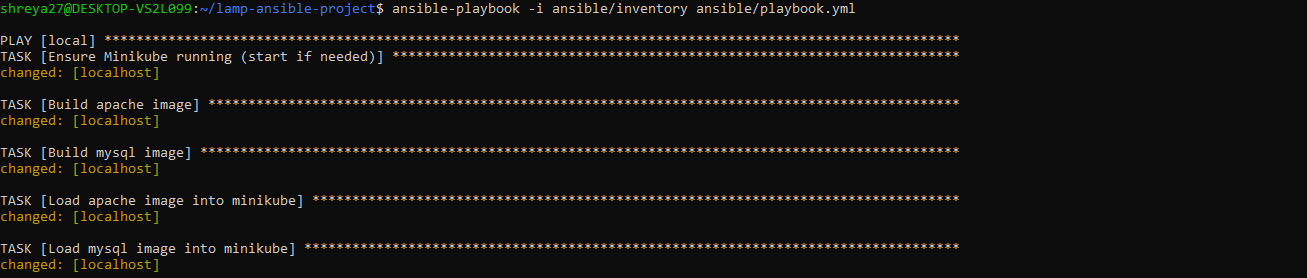 shreya27@DESKTOP-VS2L099:~/lamp-ansible-project$ ansible-playbook -i ansible/inventory ansible/playbook.yml
PLAY [local] ***********************************************************************************************************
TASK [Ensure Minikube running (start if needed)] ***********************************************************************
changed: [localhost]
TASK [Build apache image] **********************************************************************************************
changed: [localhost]
TASK [Build mysql image] ***********************************************************************************************
changed: [localhost]
TASK [Load apache image into minikube] *********************************************************************************
changed: [localhost]
TASK [Load mysql image into minikube] **********************************************************************************
changed: [localhost]